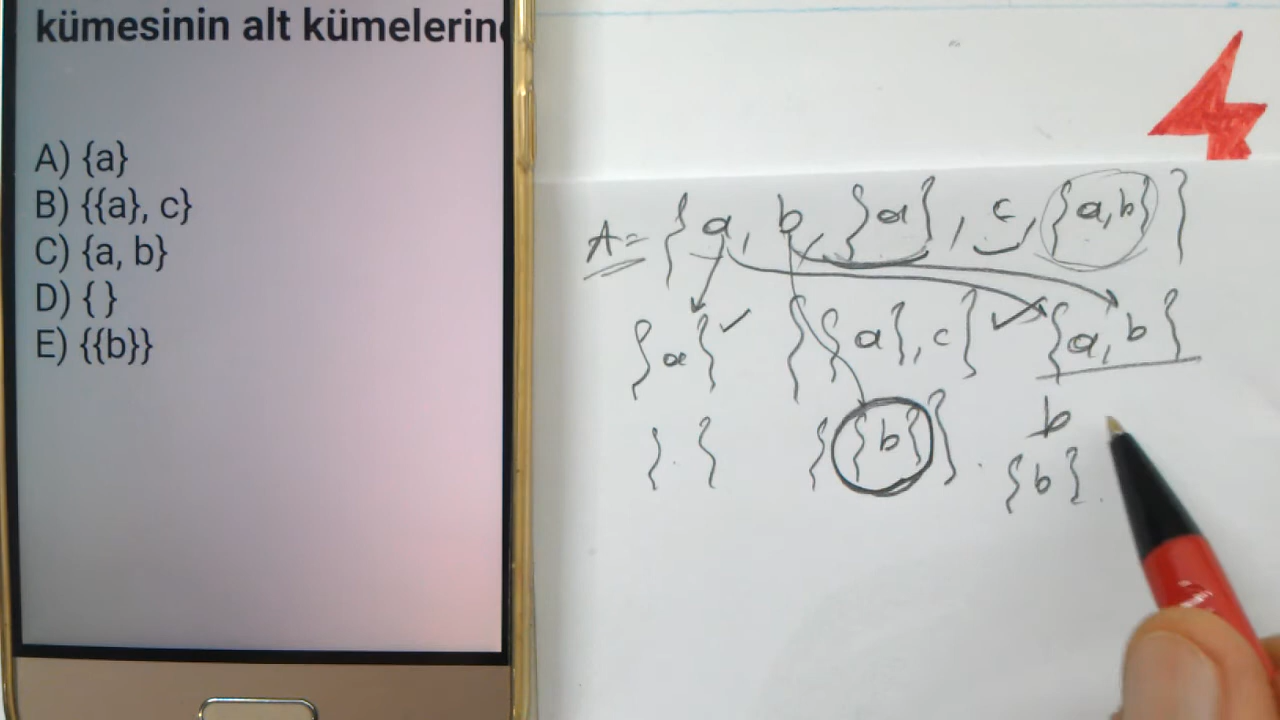 kümesinin alt kümelerin
A) {a}
B) {{a}, c}
C) {a, b}
D) { }
E) {{b}}
A = { a, b, {a}, c, {a,b} }
{a} ✓ {{a}, c} ✓ {a, b}
{ } {{b}} b
{b}